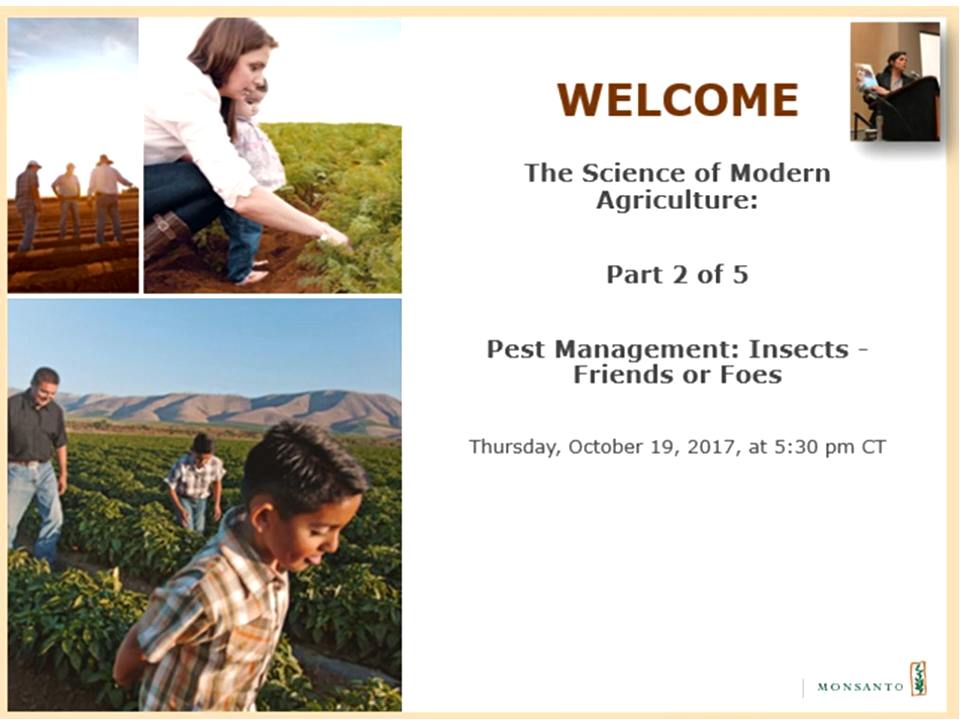 WELCOME
The Science of Modern
Agriculture:
Part 2 of 5
Pest Management: Insects -
Friends or Foes
Thursday, October 19, 2017, at 5:30 pm CT
MONSANTO